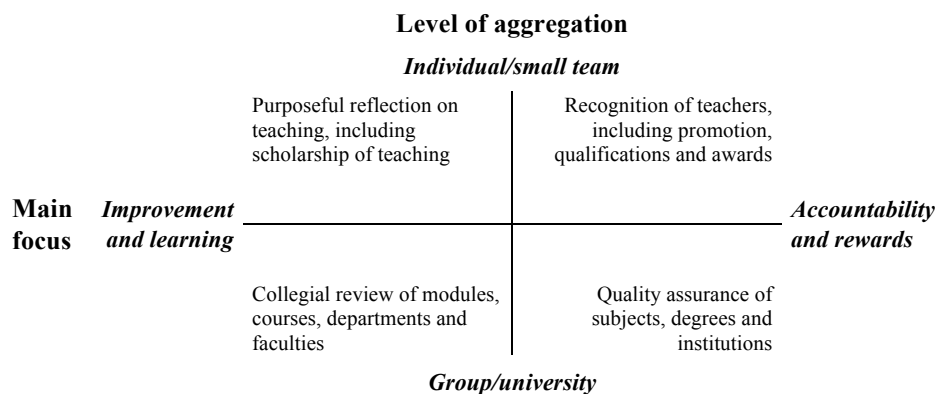 Level of aggregation
Individual/small team
Purposeful reflection on
teaching, including
scholarship of teaching
Recognition of teachers,
including promotion,
qualifications and awards
Main
focus
Improvement
and learning
Accountability
and rewards
Collegial review of modules,
courses, departments and
faculties
Quality assurance of
subjects, degrees and
institutions
Group/university